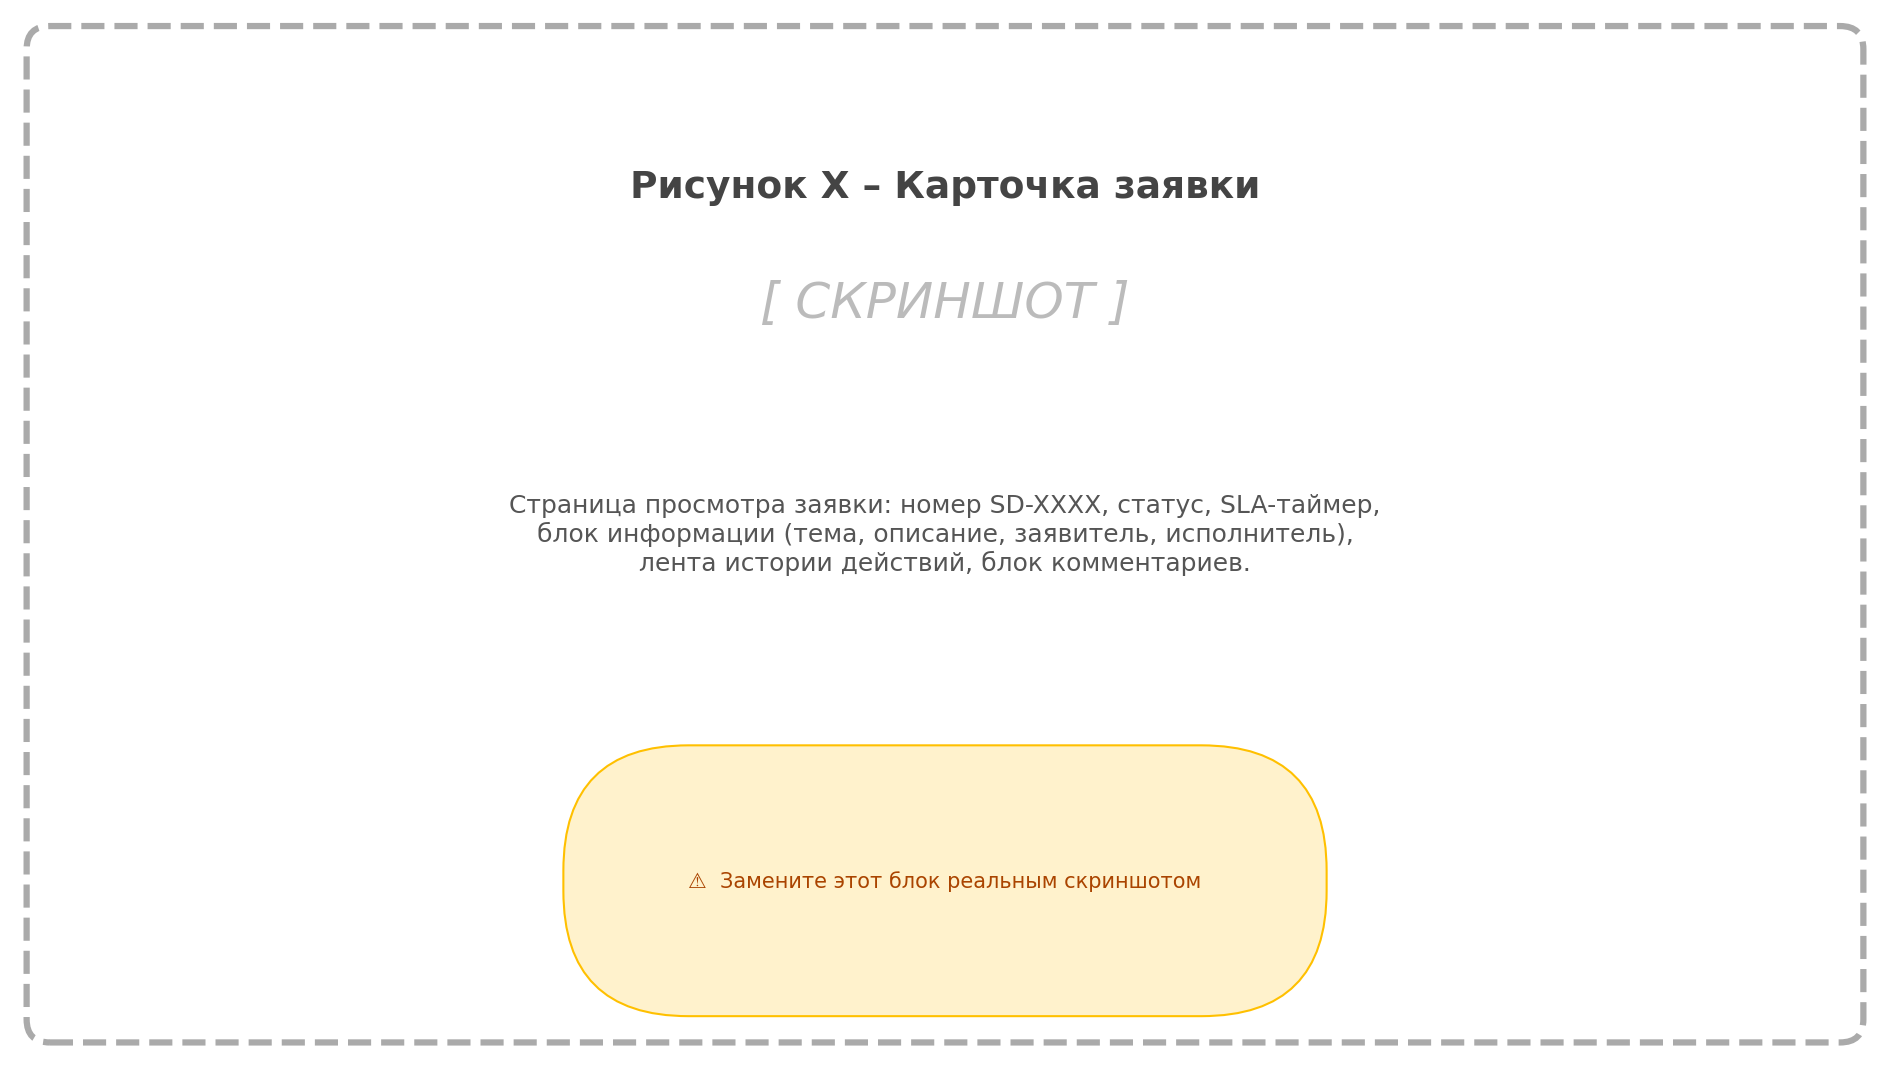 Рисунок X – Карточка заявки
[ СКРИНШОТ ]
Страница просмотра заявки: номер SD-XXXX, статус, SLA-таймер,
блок информации (тема, описание, заявитель, исполнитель),
лента истории действий, блок комментариев.
⚠ Замените этот блок реальным скриншотом